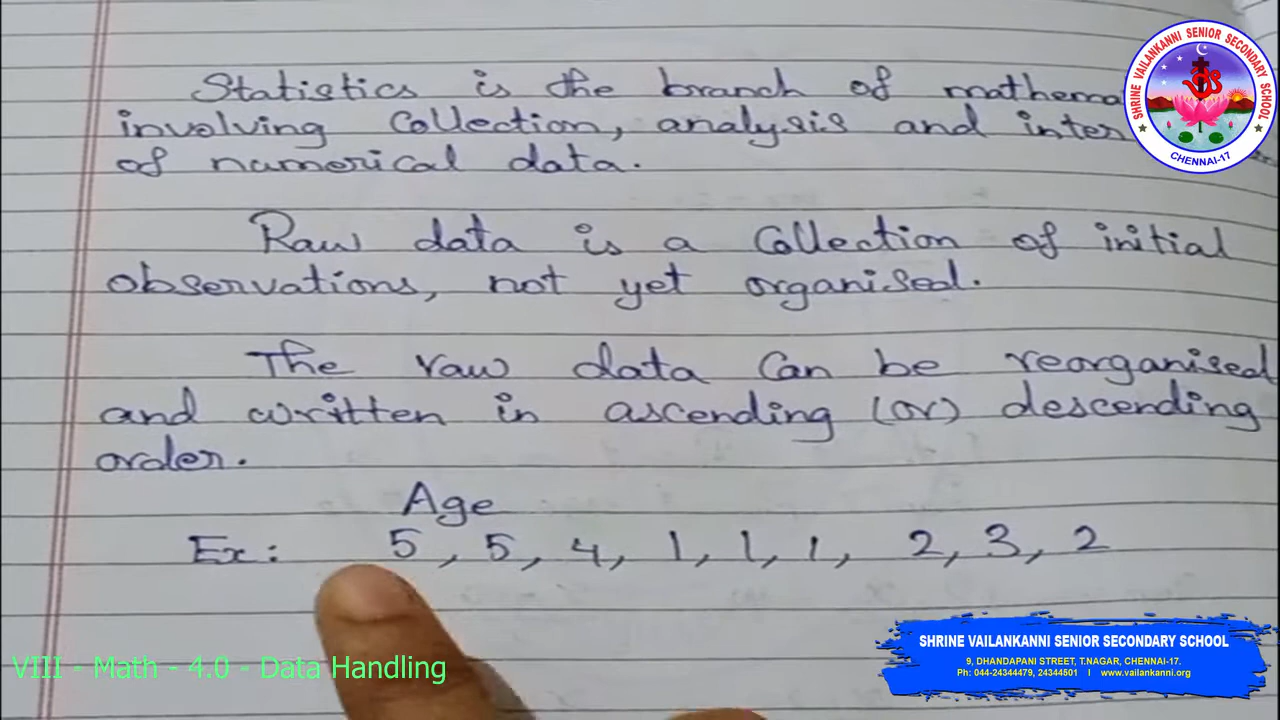 Statistics is the branch of
involving collection, analysis and
of numerical data.
Raw data is a collection of initial
observations, not yet organised.
The raw data can be reorganised
and written in ascending (or) descending
order.
Age
Ex: 5, 5, 4, 1, 1, 1, 2, 3, 2
VIII - Math - 4.0 - Data Handling
SHRINE VAILANKANNI SENIOR SECONDARY SCHOOL
CHENNAI-17
SHRINE VAILANKANNI SENIOR SECONDARY SCHOOL
9, DHANDAPANI STREET, T.NAGAR, CHENNAI-17.
Ph: 044-24344479, 24344501 I www.vailankanni.org